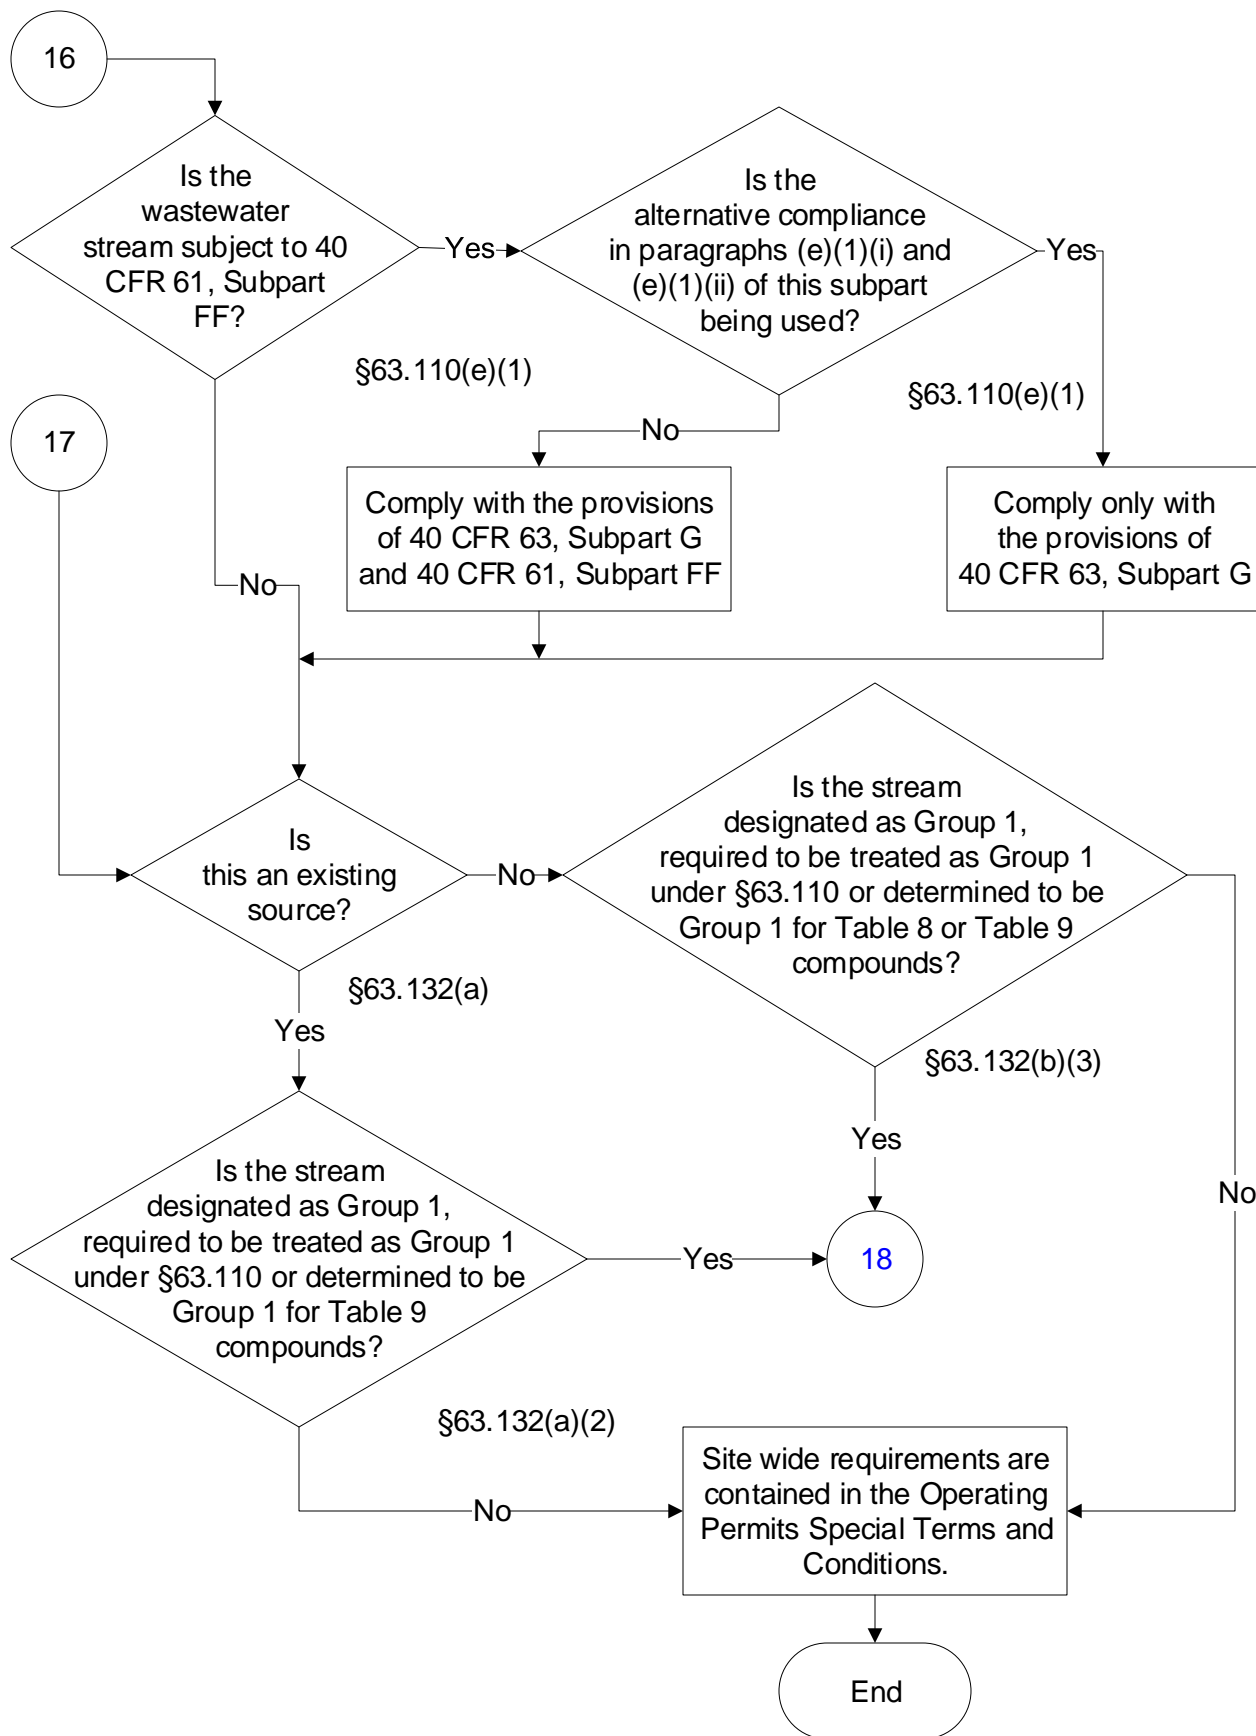 16
Is the
wastewater
stream subject to 40
CFR 61, Subpart
FF?
Yes
Is the
alternative compliance
in paragraphs (e)(1)(i) and
(e)(1)(ii) of this subpart
being used?
Yes
§63.110(e)(1)
§63.110(e)(1)
No
17
Comply with the provisions
of 40 CFR 63, Subpart G
and 40 CFR 61, Subpart FF
Comply only with
the provisions of
40 CFR 63, Subpart G
No
Is
this an existing
source?
No
Is the stream
designated as Group 1,
required to be treated as Group 1
under §63.110 or determined to be
Group 1 for Table 8 or Table 9
compounds?
§63.132(a)
Yes
§63.132(b)(3)
Yes
No
Is the stream
designated as Group 1,
required to be treated as Group 1
under §63.110 or determined to be
Group 1 for Table 9
compounds?
Yes
18
§63.132(a)(2)
No
Site wide requirements are
contained in the Operating
Permits Special Terms and
Conditions.
End